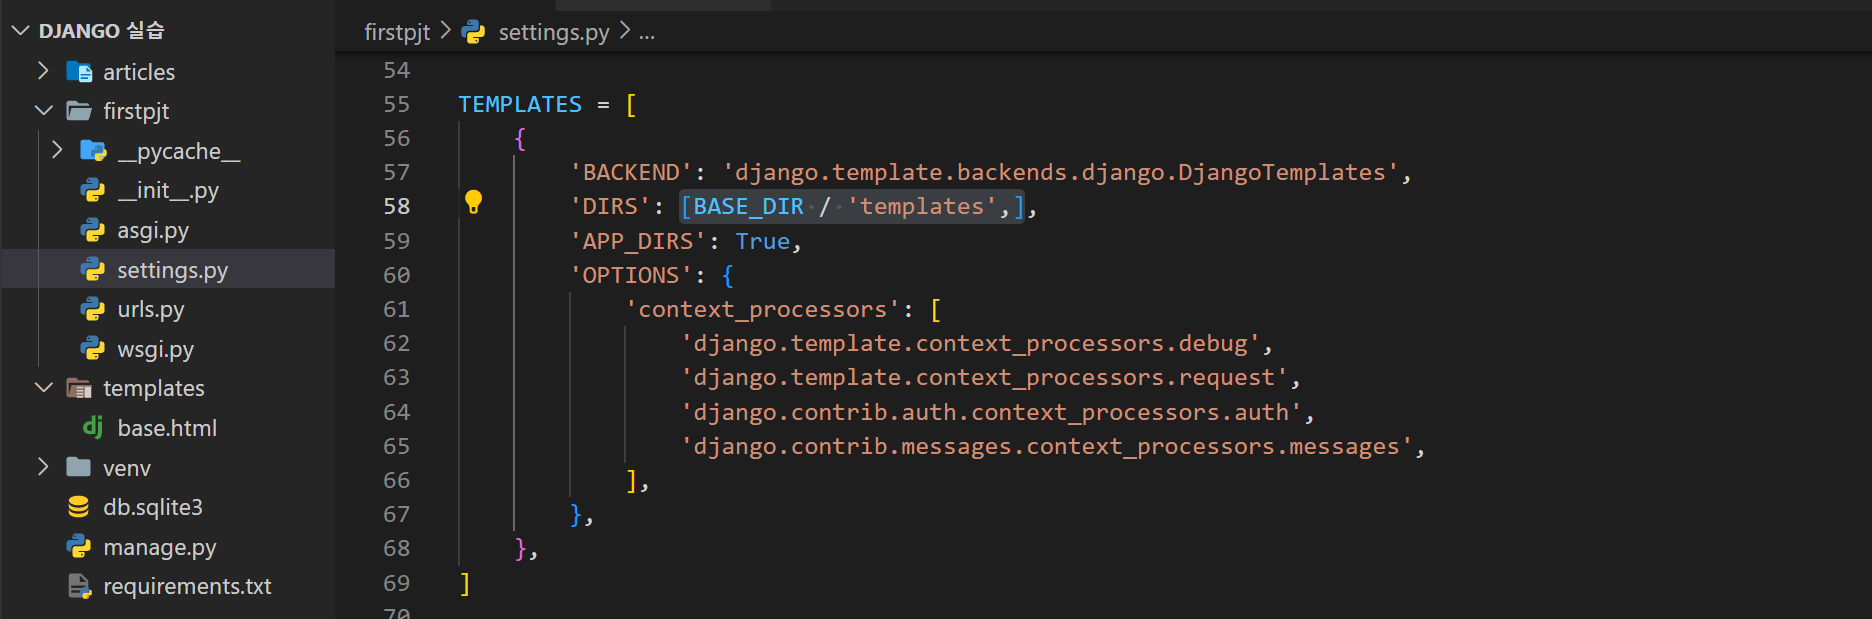 DJANGO 실습
articles
firstpjt
__pycache__
__init__.py
asgi.py
settings.py
urls.py
wsgi.py
templates
base.html
venv
db.sqlite3
manage.py
requirements.txt
firstpjt > settings.py > ...
54
55 TEMPLATES = [
56     {
57         'BACKEND': 'django.template.backends.django.DjangoTemplates',
58         'DIRS': [BASE_DIR / 'templates',],
59         'APP_DIRS': True,
60         'OPTIONS': {
61             'context_processors': [
62                 'django.template.context_processors.debug',
63                 'django.template.context_processors.request',
64                 'django.contrib.auth.context_processors.auth',
65                 'django.contrib.messages.context_processors.messages',
66             ],
67         },
68     },
69 ]
70